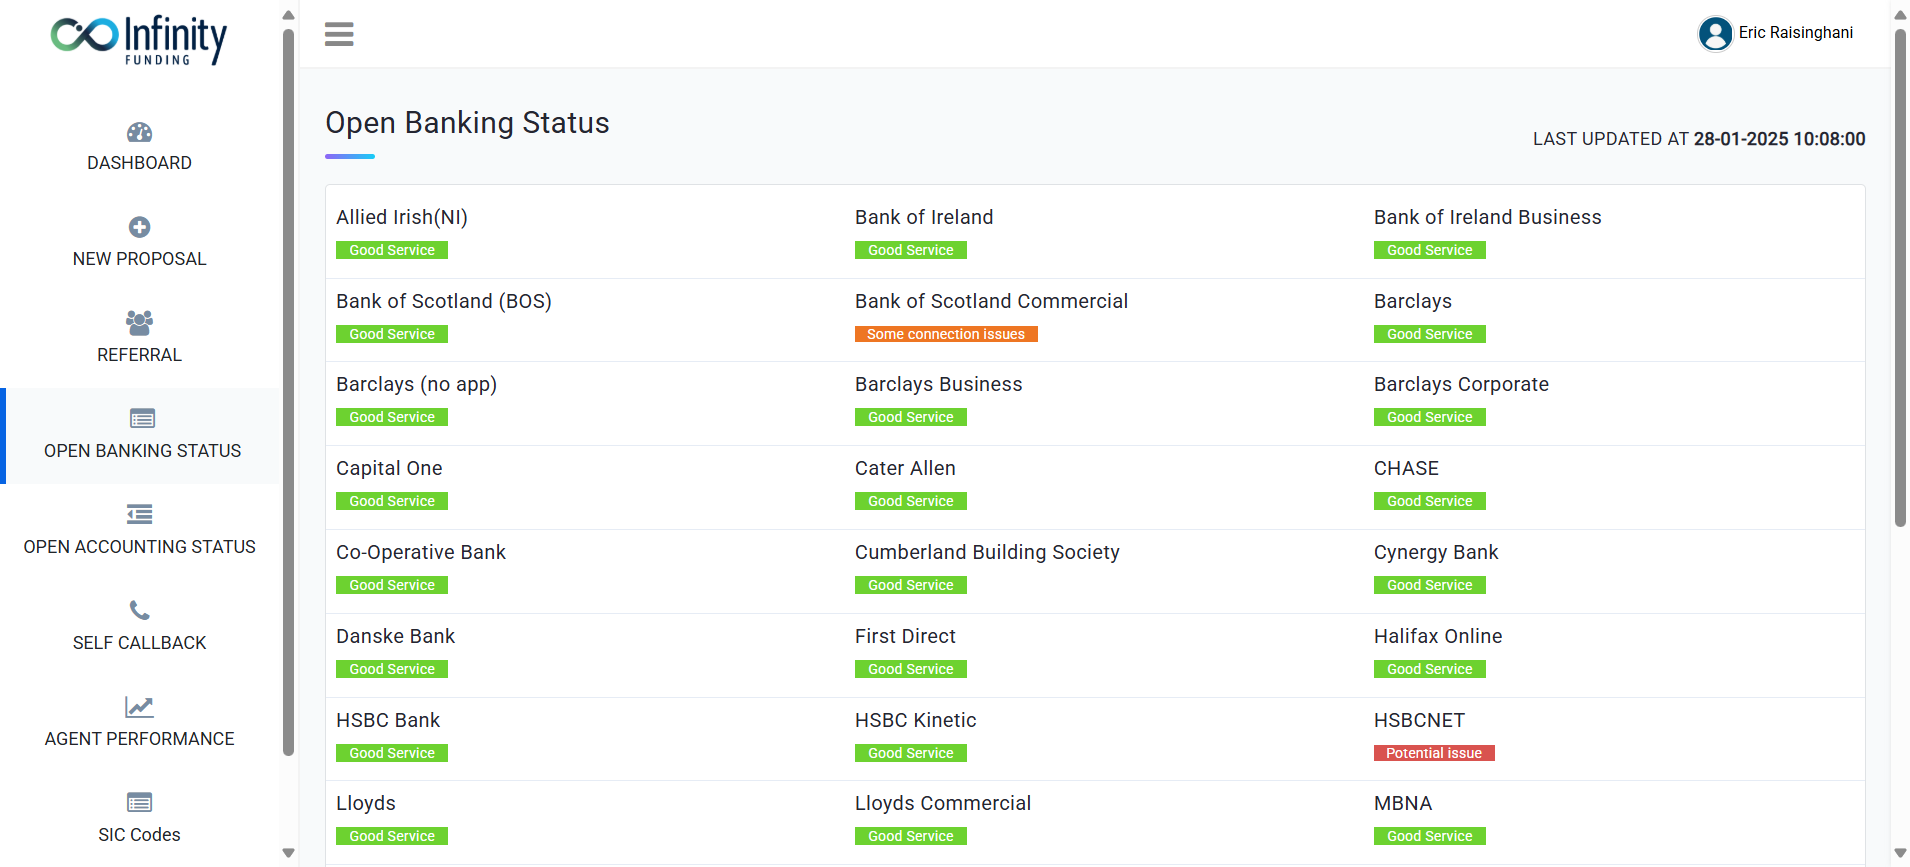 Infinity
FUNDING
Eric Raisinghani
DASHBOARD
NEW PROPOSAL
REFERRAL
OPEN BANKING STATUS
OPEN ACCOUNTING STATUS
SELF CALLBACK
AGENT PERFORMANCE
SIC Codes
Open Banking Status
LAST UPDATED AT 28-01-2025 10:08:00
Allied Irish(NI)
Good Service
Bank of Ireland
Good Service
Bank of Ireland Business
Good Service
Bank of Scotland (BOS)
Good Service
Bank of Scotland Commercial
Some connection issues
Barclays
Good Service
Barclays (no app)
Good Service
Barclays Business
Good Service
Barclays Corporate
Good Service
Capital One
Good Service
Cater Allen
Good Service
CHASE
Good Service
Co-Operative Bank
Good Service
Cumberland Building Society
Good Service
Cynergy Bank
Good Service
Danske Bank
Good Service
First Direct
Good Service
Halifax Online
Good Service
HSBC Bank
Good Service
HSBC Kinetic
Good Service
HSBCNET
Potential issue
Lloyds
Good Service
Lloyds Commercial
Good Service
MBNA
Good Service